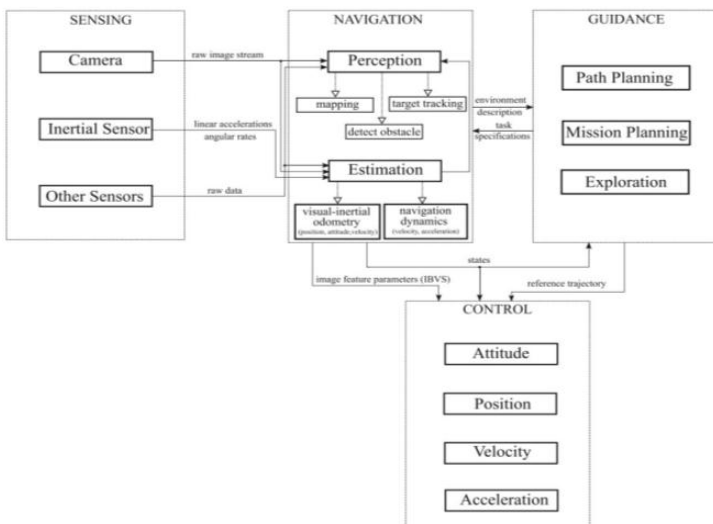 SENSING
Camera
Inertial Sensor
Other Sensors
raw image stream
linear accelerations
angular rates
raw data
NAVIGATION
Perception
mapping
target tracking
detect obstacle
Estimation
visual-inertial
odometry
(position, attitude,velocity)
navigation
dynamics
(velocity, acceleration)
environment
description
task
specifications
GUIDANCE
Path Planning
Mission Planning
Exploration
states
image feature parameters (IBVS)
reference trajectory
CONTROL
Attitude
Position
Velocity
Acceleration